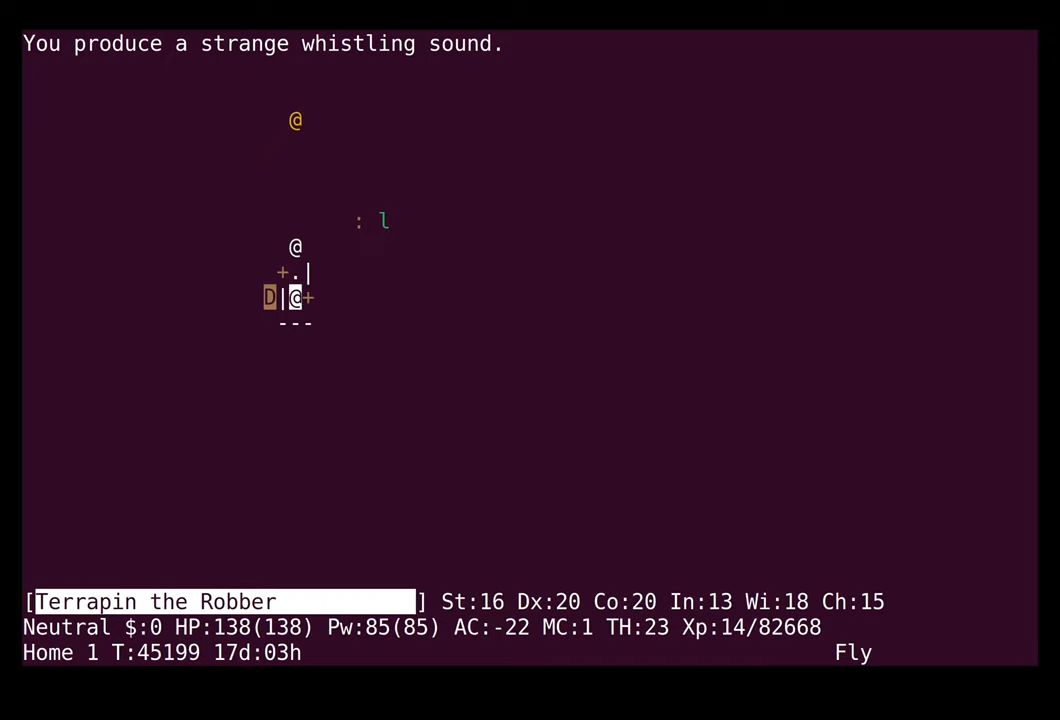 You produce a strange whistling sound.
@
: l
@
+.|
D|@+
---
[Terrapin the Robber ] St:16 Dx:20 Co:20 In:13 Wi:18 Ch:15
Neutral $:0 HP:138(138) Pw:85(85) AC:-22 MC:1 TH:23 Xp:14/82668
Home 1 T:45199 17d:03h Fly